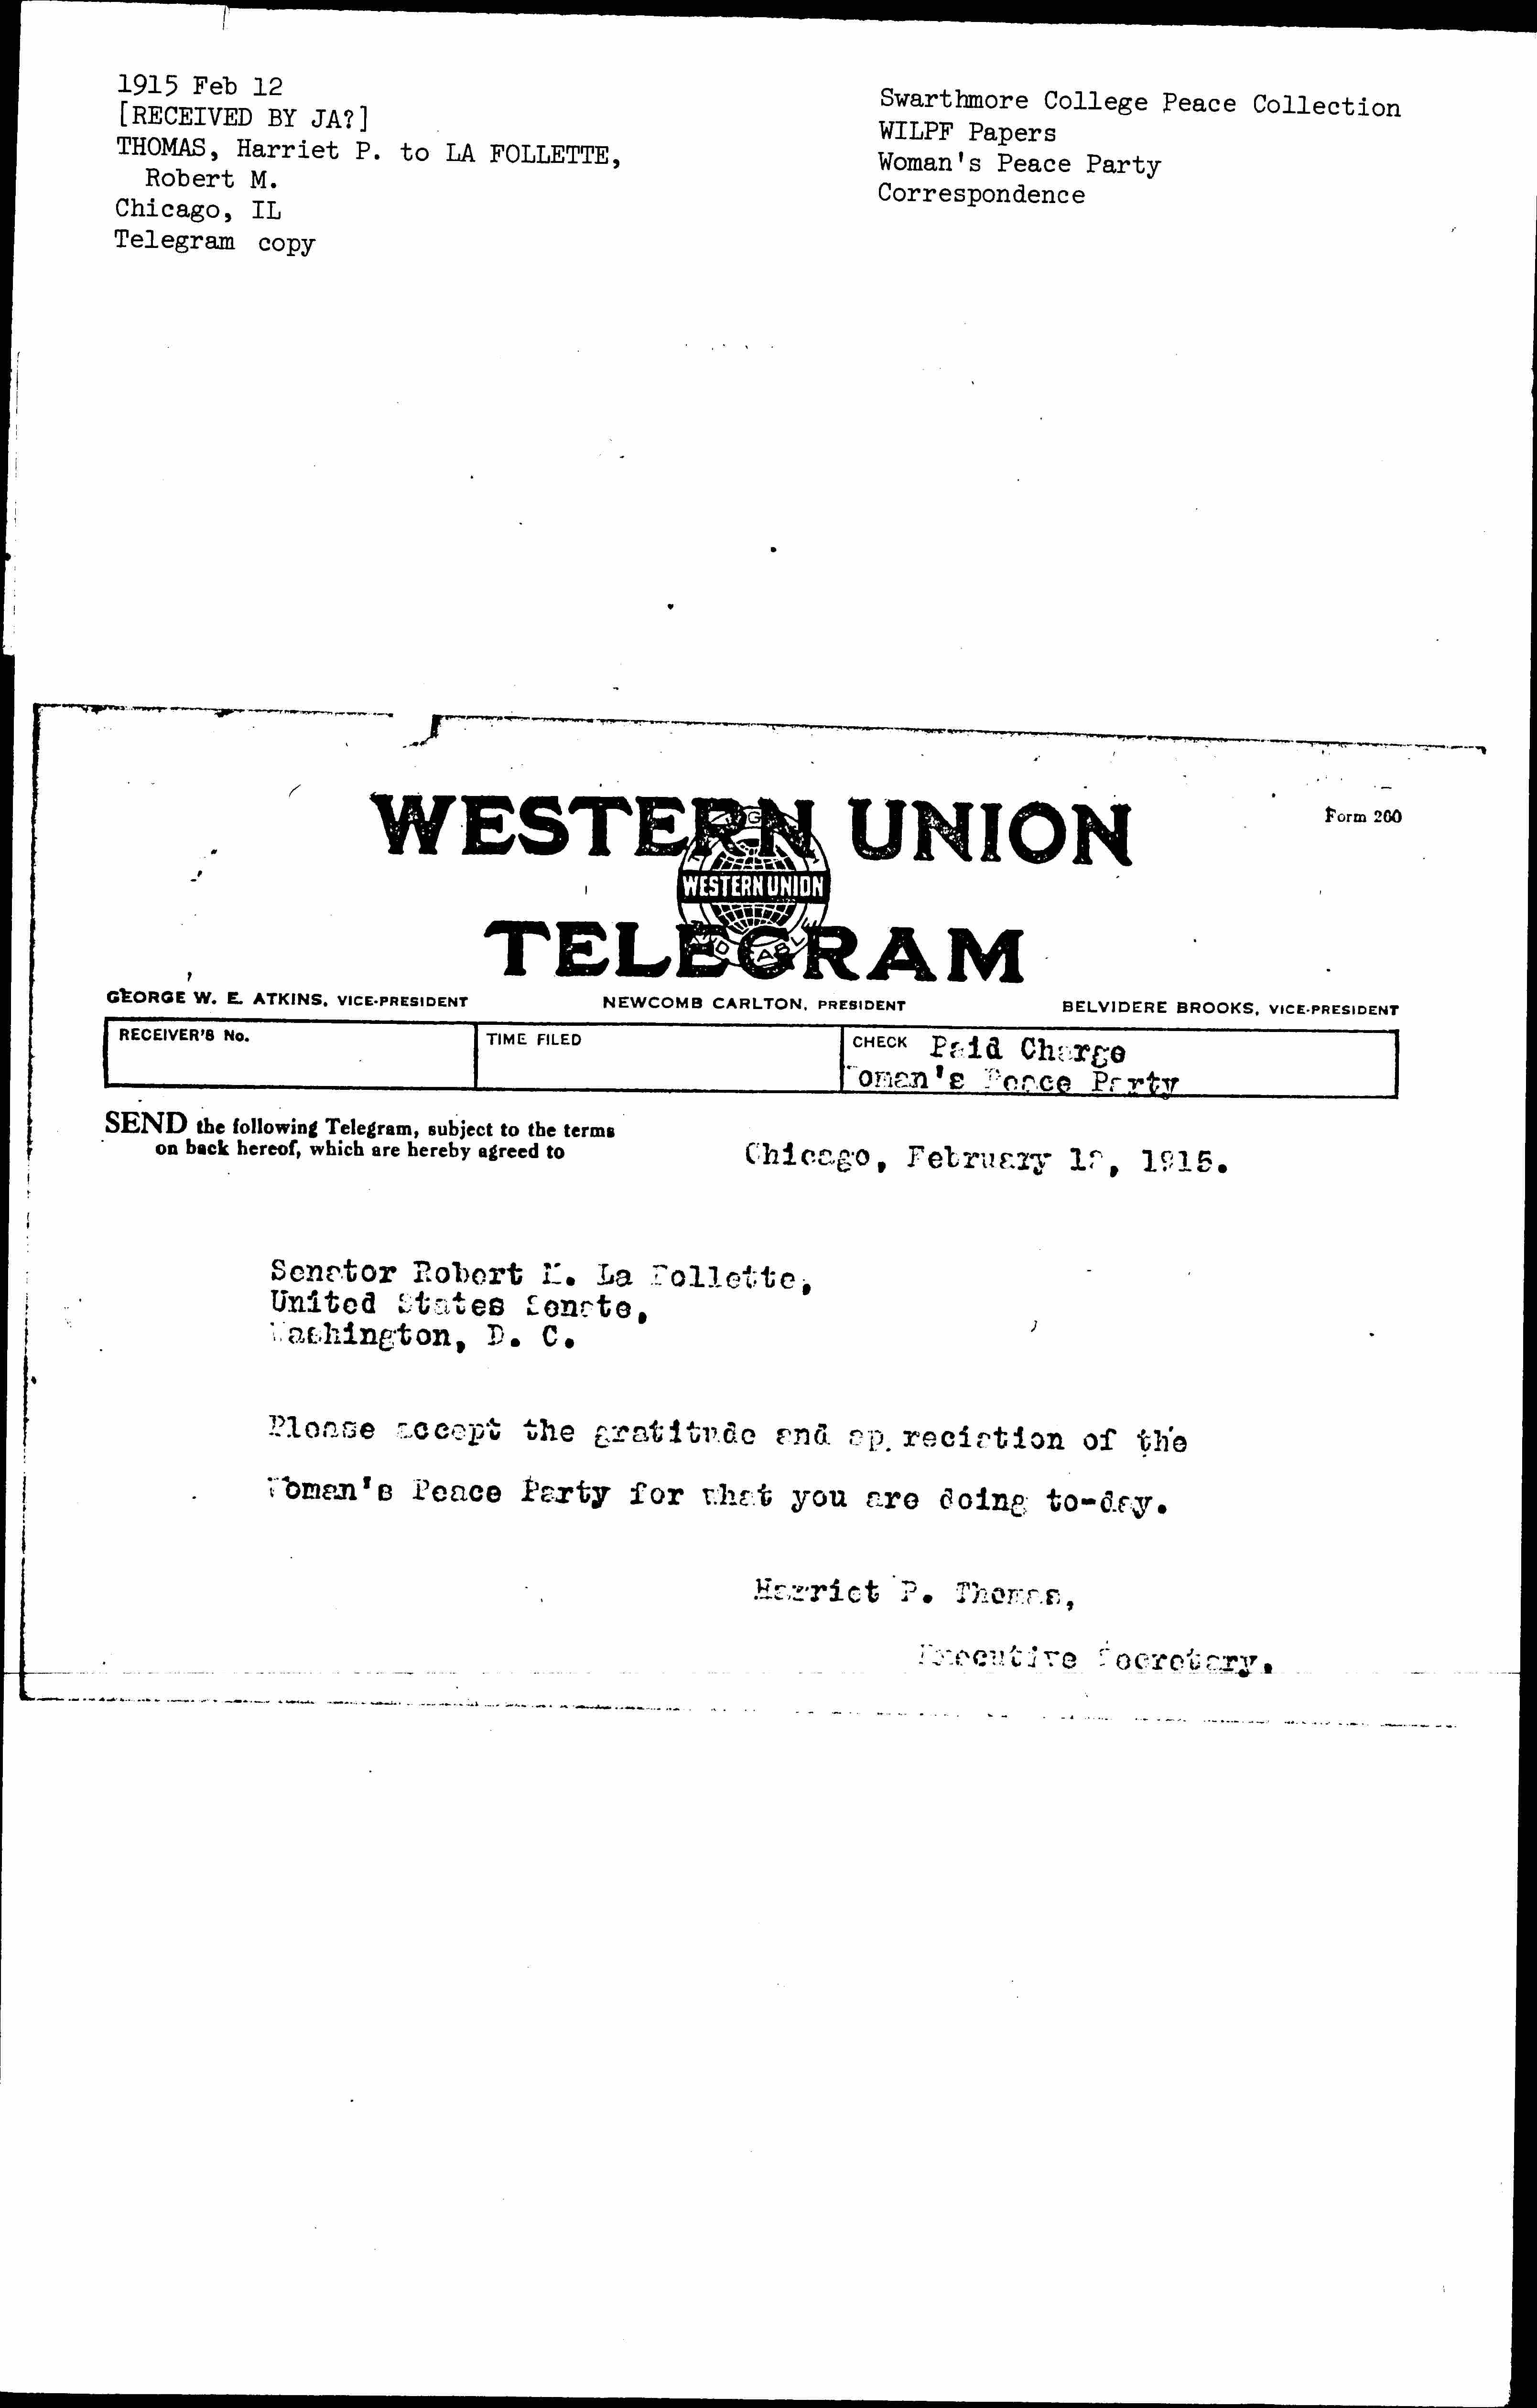 1915 Feb 12
[RECEIVED BY JA?]
THOMAS, Harriet P. to LA FOLLETTE,
Robert M.
Chicago, IL
Telegram copy
Swarthmore College Peace Collection
WILPF Papers
Woman's Peace Party
Correspondence
WESTERN UNION
Form 260
WESTERN UNION
TELEGRAM
GEORGE W. E. ATKINS, VICE-PRESIDENT
NEWCOMB CARLTON, PRESIDENT
BELVIDERE BROOKS, VICE-PRESIDENT
RECEIVER'S No.
TIME FILED
CHECK Paid Charge
Woman's Peace Party
SEND the following Telegram, subject to the terms
on back hereof, which are hereby agreed to
Chicago, February 12, 1915.
Senator Robert M. La Follette,
United States Senate,
Washington, D. C.
Please accept the gratitude and appreciation of the
Woman's Peace Party for what you are doing to-day.
Harriet P. Thomas,
Executive Secretary.